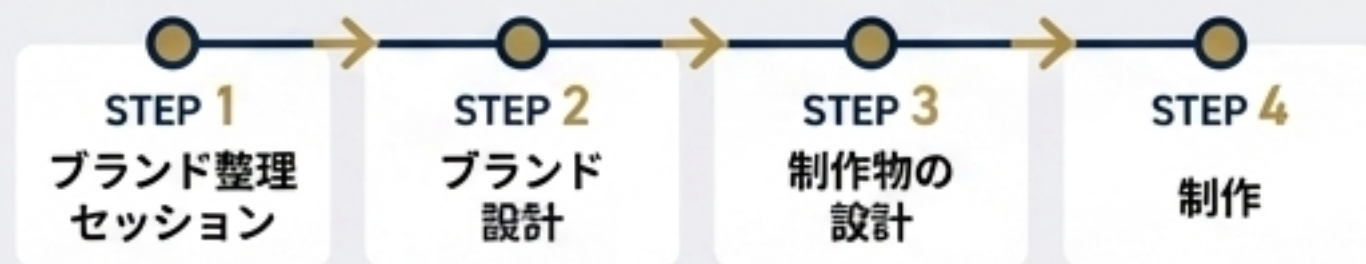 STEP 1
ブランド整理
セッション
STEP 2
ブランド
設計
STEP 3
制作物の
設計
STEP 4
制作